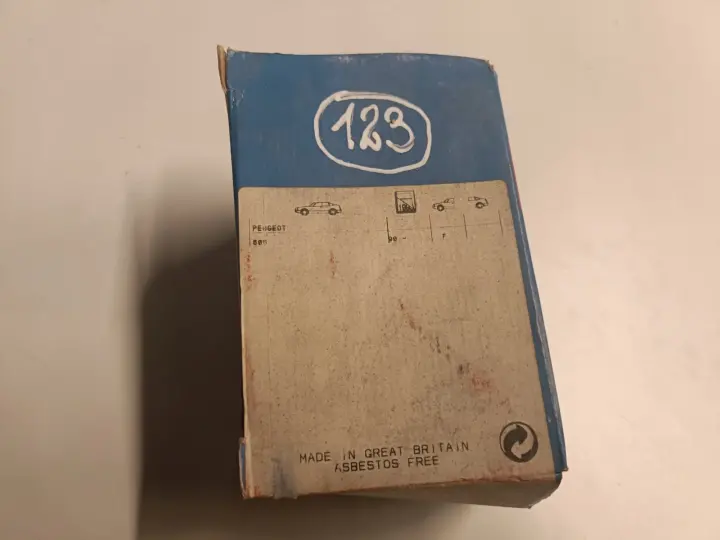 123
PEUGEOT
MADE IN GREAT BRITAIN
ASBESTOS FREE